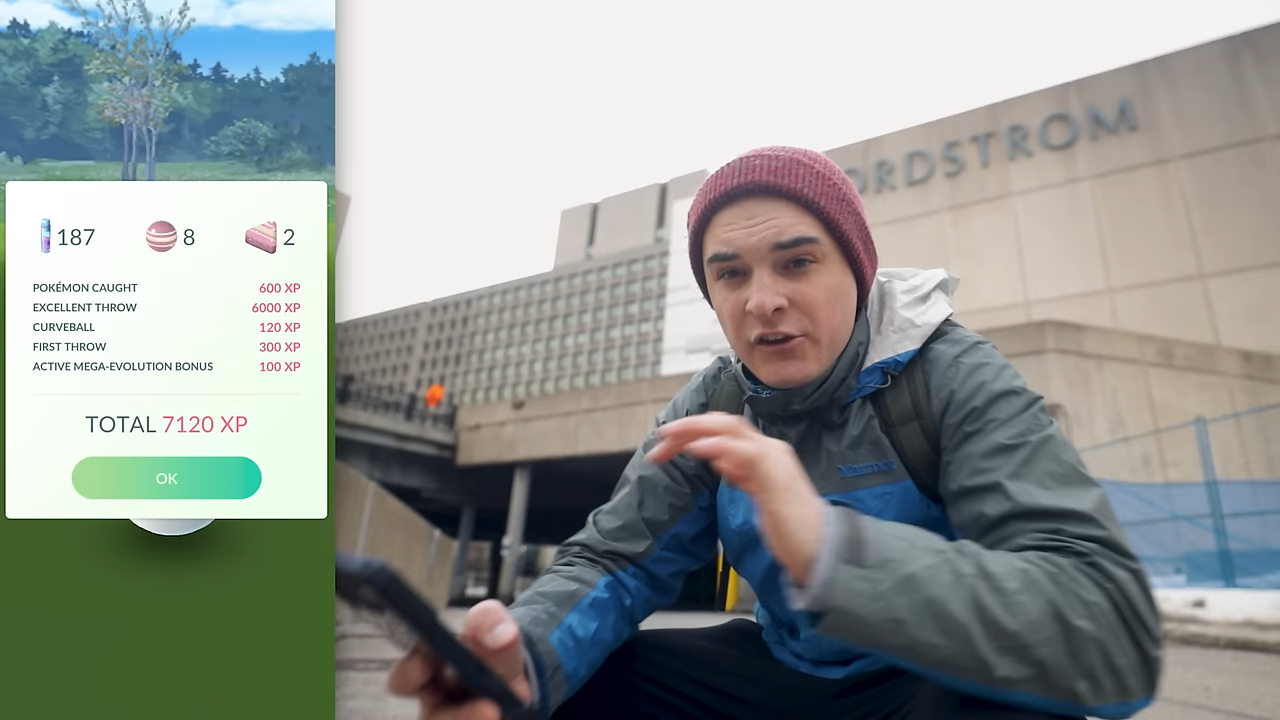 187 8 2
POKÉMON CAUGHT 600 XP
EXCELLENT THROW 6000 XP
CURVEBALL 120 XP
FIRST THROW 300 XP
ACTIVE MEGA-EVOLUTION BONUS 100 XP
TOTAL 7120 XP
OK
ORDSTROM
Marmot